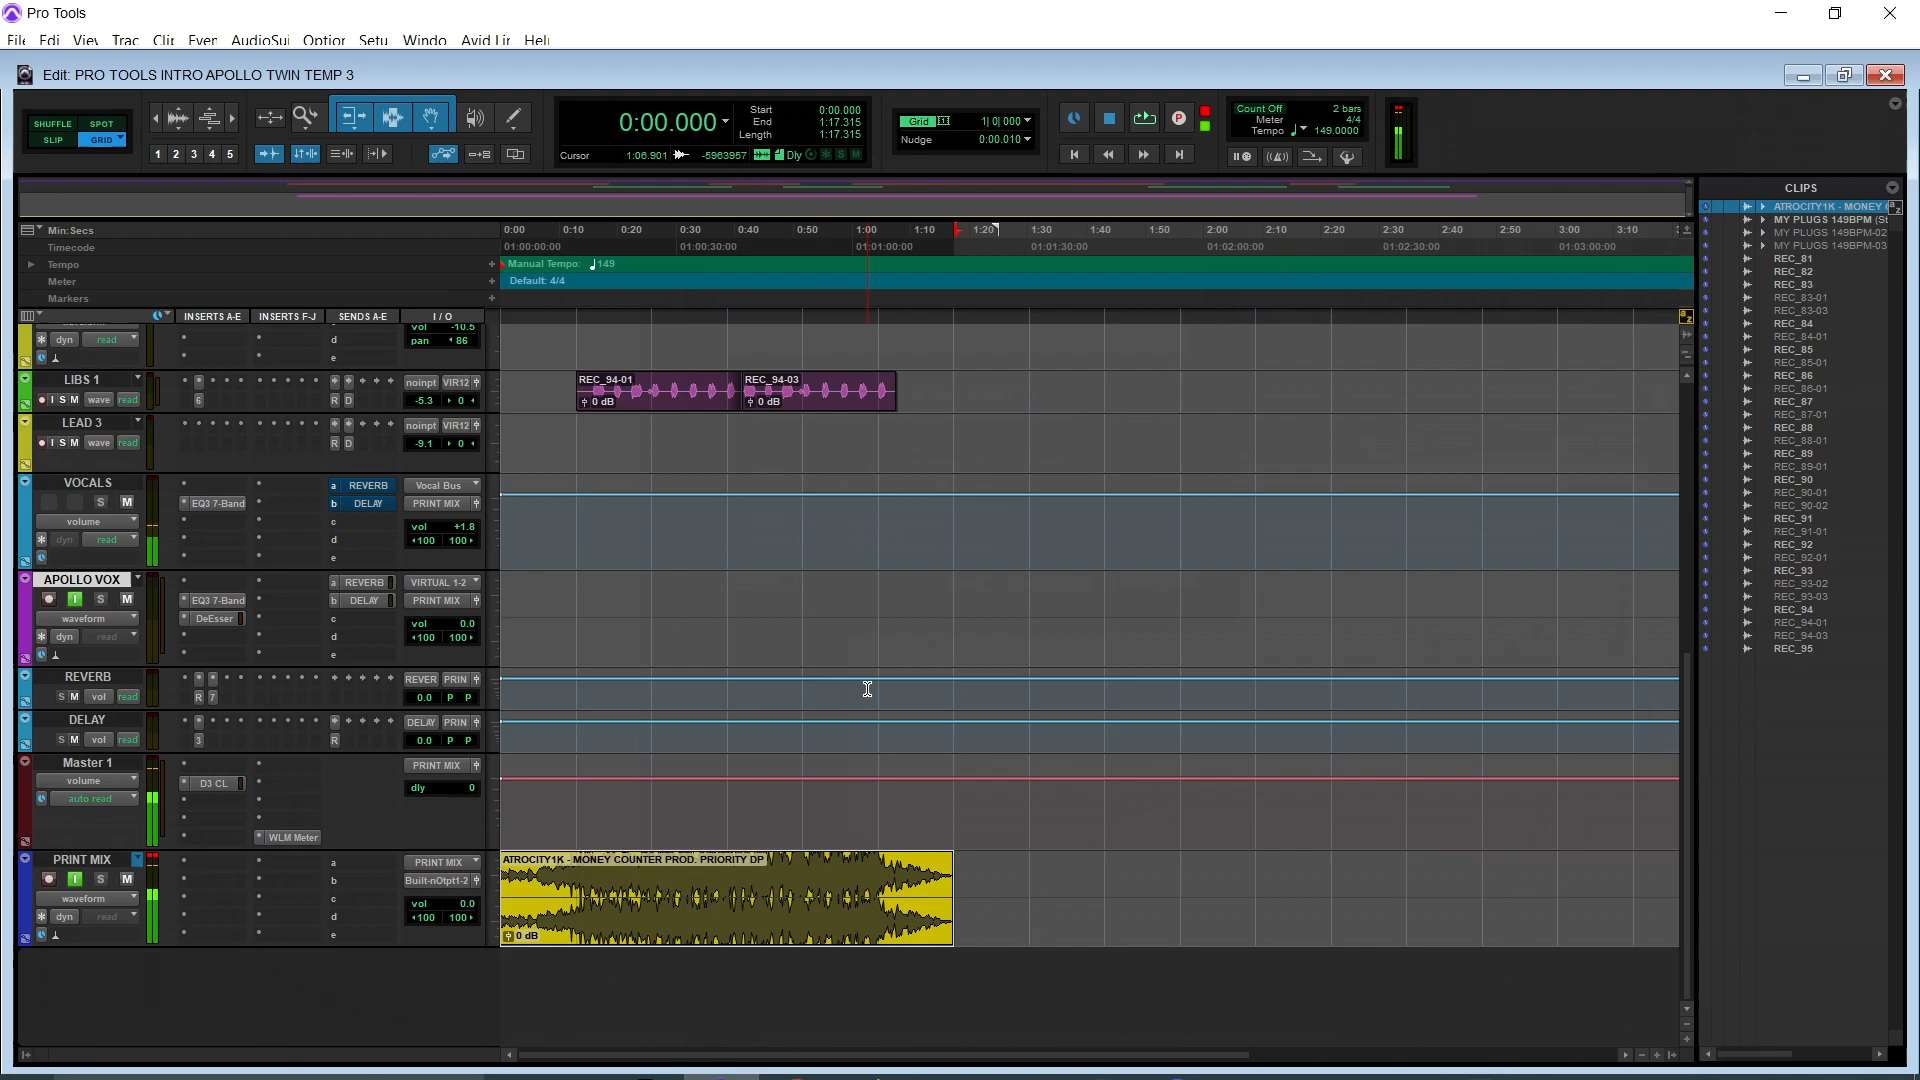 Pro Tools
File Edi View Trac Clip Even AudioSui Option Setu Windo Avid Lin Help
Edit: PRO TOOLS INTRO APOLLO TWIN TEMP 3
SHUFFLE SPOT
SLIP GRID
1 2 3 4 5
0:00.000
Start 0:00.000
End 1:17.315
Length 1:17.315
Cursor 1:06.901 -5963957 Dly S M
Grid 1| 0| 000
Nudge 0:00.010
P
Count Off 2 bars
Meter 4/4
Tempo 149.0000
Min:Secs 0:00 0:10 0:20 0:30 0:40 0:50 1:00 1:10 1:20 1:30 1:40 1:50 2:00 2:10 2:20 2:30 2:40 2:50 3:00 3:10
Timecode 01:00:00:00 01:00:30:00 01:01:00:00 01:01:30:00 01:02:00:00 01:02:30:00 01:03:00:00
Tempo Manual Tempo: 149
Meter Default: 4/4
Markers
INSERTS A-E INSERTS F-J SENDS A-E I / O
dyn read d vol -10.5
e pan 86
LIBS 1 noinpt VIR12 REC_94-01 REC_94-03
I S M wave read 6 R D -5.3 0 0 dB 0 dB
LEAD 3 noinpt VIR12
I S M wave read R D -9.1 0
VOCALS a REVERB Vocal Bus
S M EQ3 7-Band b DELAY PRINT MIX
volume c vol +1.8
dyn read d 100 100
e
APOLLO VOX a REVERB VIRTUAL 1-2
I S M EQ3 7-Band b DELAY PRINT MIX
waveform DeEsser c vol 0.0
dyn read d 100 100
e
REVERB REVER PRIN
S M vol read R 7 0.0 P P
DELAY DELAY PRIN
S M vol read 3 R 0.0 P P
Master 1 PRINT MIX
volume D3 CL dly 0
auto read
WLM Meter
PRINT MIX a PRINT MIX ATROCITY1K - MONEY COUNTER PROD. PRIORITY DP
I S M b Built-nOtpt1-2
waveform c vol 0.0
dyn read d 100 100
e 0 dB
CLIPS
ATROCITY1K - MONEY
MY PLUGS 149BPM (St
MY PLUGS 149BPM-02
MY PLUGS 149BPM-03
REC_81
REC_82
REC_83
REC_83-01
REC_83-03
REC_84
REC_84-01
REC_85
REC_85-01
REC_86
REC_86-01
REC_87
REC_87-01
REC_88
REC_88-01
REC_89
REC_89-01
REC_90
REC_90-01
REC_90-02
REC_91
REC_91-01
REC_92
REC_92-01
REC_93
REC_93-02
REC_93-03
REC_94
REC_94-01
REC_94-03
REC_95